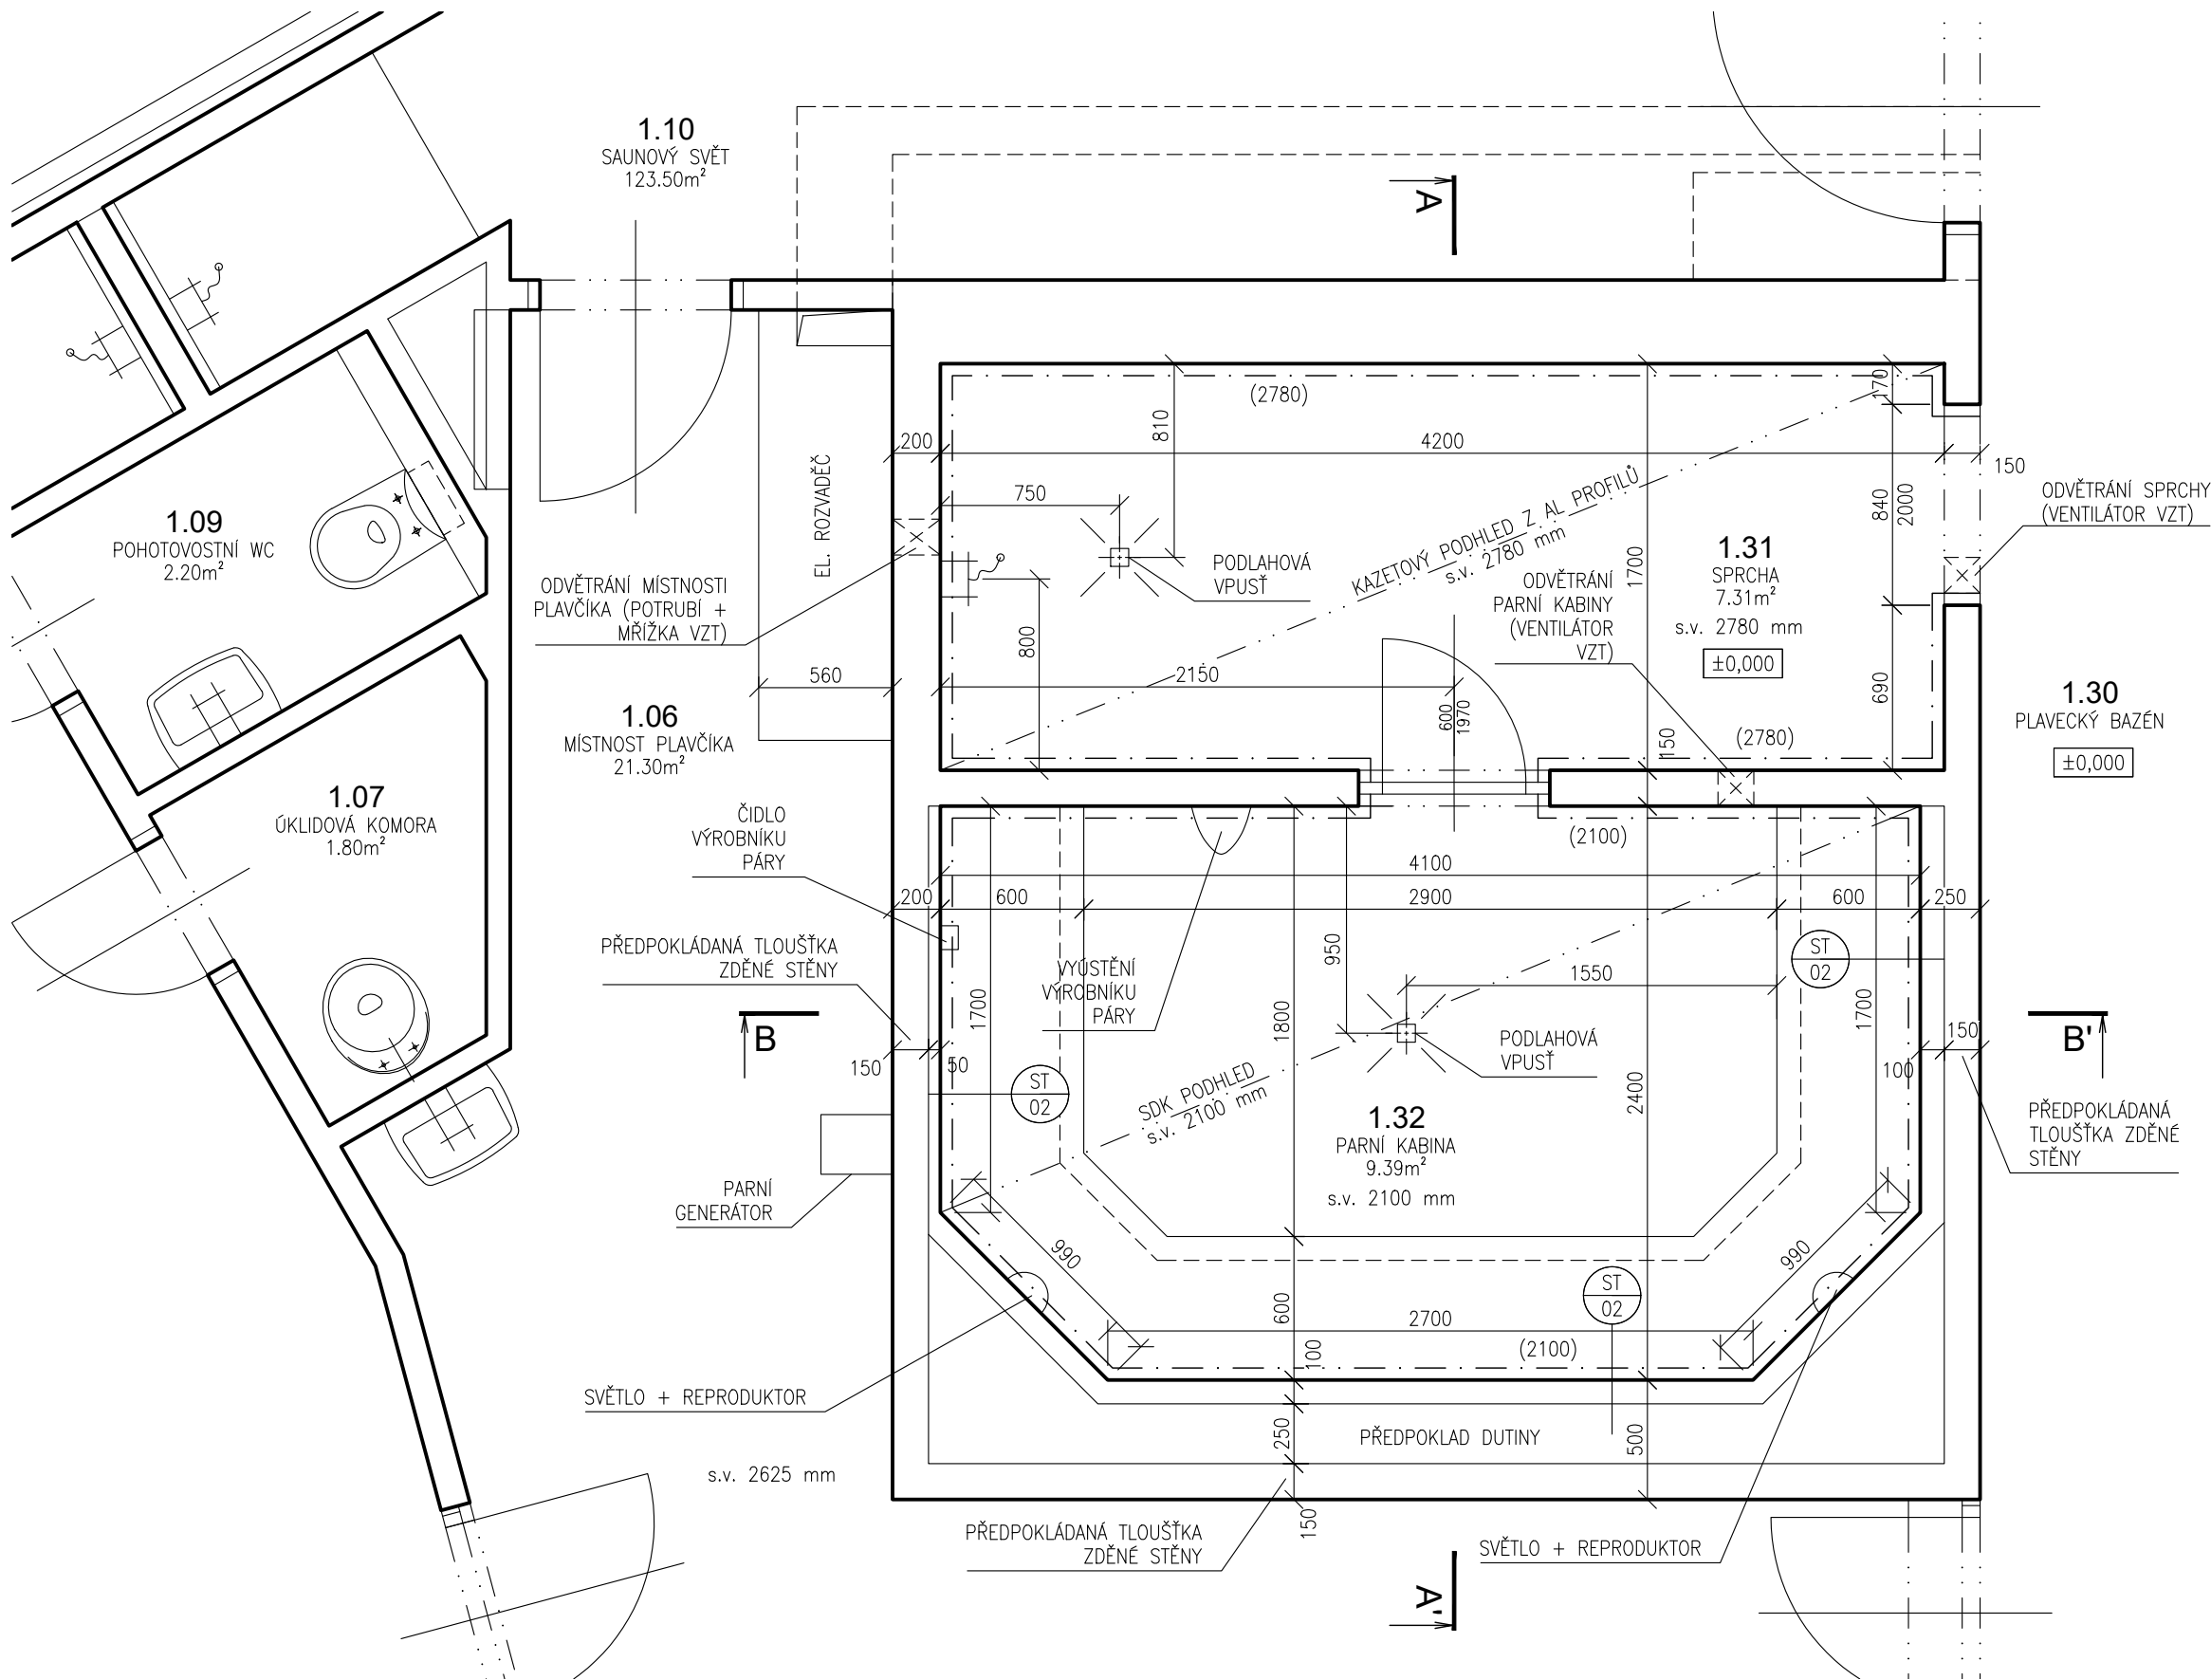 1.10
SAUNOVÝ SVĚT
123.50m²
A
1.09
POHOTOVOSTNÍ WC
2.20m²
1.07
ÚKLIDOVÁ KOMORA
1.80m²
1.06
MÍSTNOST PLAVČÍKA
21.30m²
EL. ROZVADĚČ
560
ODVĚTRÁNÍ MÍSTNOSTI
PLAVČÍKA (POTRUBÍ +
MŘÍŽKA VZT)
(2780)
810
200
4200
150
750
800
2150
PODLAHOVÁ
VPUSŤ
KAZETOVÝ PODHLED Z AL PROFILŮ
s.v. 2780 mm
1700
ODVĚTRÁNÍ
PARNÍ KABINY
(VENTILÁTOR
VZT)
1.31
SPRCHA
7.31m²
s.v. 2780 mm
±0,000
170
840
2000
690
ODVĚTRÁNÍ SPRCHY
(VENTILÁTOR VZT)
600
1970
150
(2780)
1.30
PLAVECKÝ BAZÉN
±0,000
ČIDLO
VÝROBNÍKU
PÁRY
(2100)
4100
200
600
2900
600
250
PŘEDPOKLÁDANÁ TLOUŠŤKA
ZDĚNÉ STĚNY
950
1550
ST
02
1700
VYÚSTĚNÍ
VÝROBNÍKU
PÁRY
1800
1700
B
B'
150
50
PODLAHOVÁ
VPUSŤ
150
100
ST
02
SDK PODHLED
s.v. 2100 mm
2400
1.32
PARNÍ KABINA
9.39m²
s.v. 2100 mm
PŘEDPOKLÁDANÁ
TLOUŠŤKA ZDĚNÉ
STĚNY
PARNÍ
GENERÁTOR
990
990
ST
02
600
2700
100
(2100)
SVĚTLO + REPRODUKTOR
250
PŘEDPOKLAD DUTINY
500
s.v. 2625 mm
150
PŘEDPOKLÁDANÁ TLOUŠŤKA
ZDĚNÉ STĚNY
SVĚTLO + REPRODUKTOR
A'